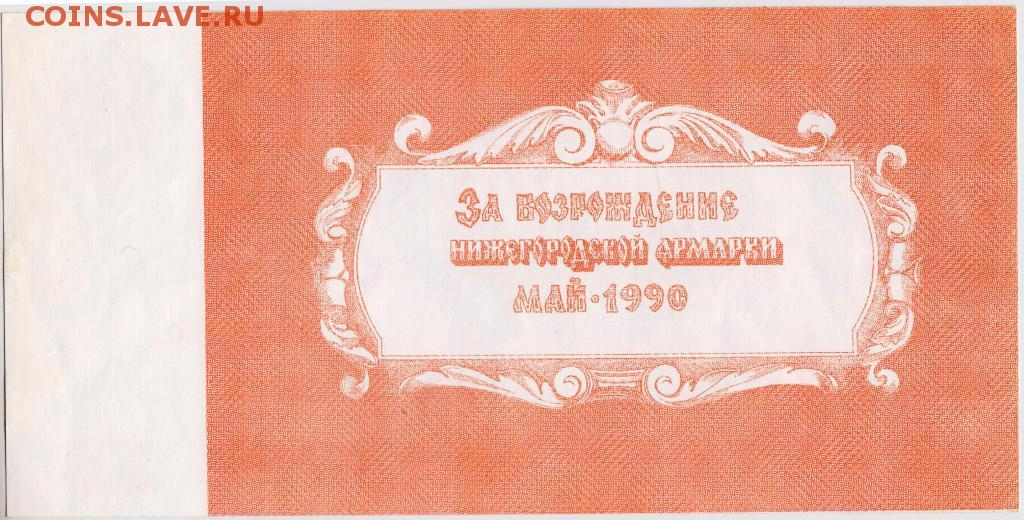 COINS.LAVE.RU
За возрождение
нижегородской ярмарки
май·1990